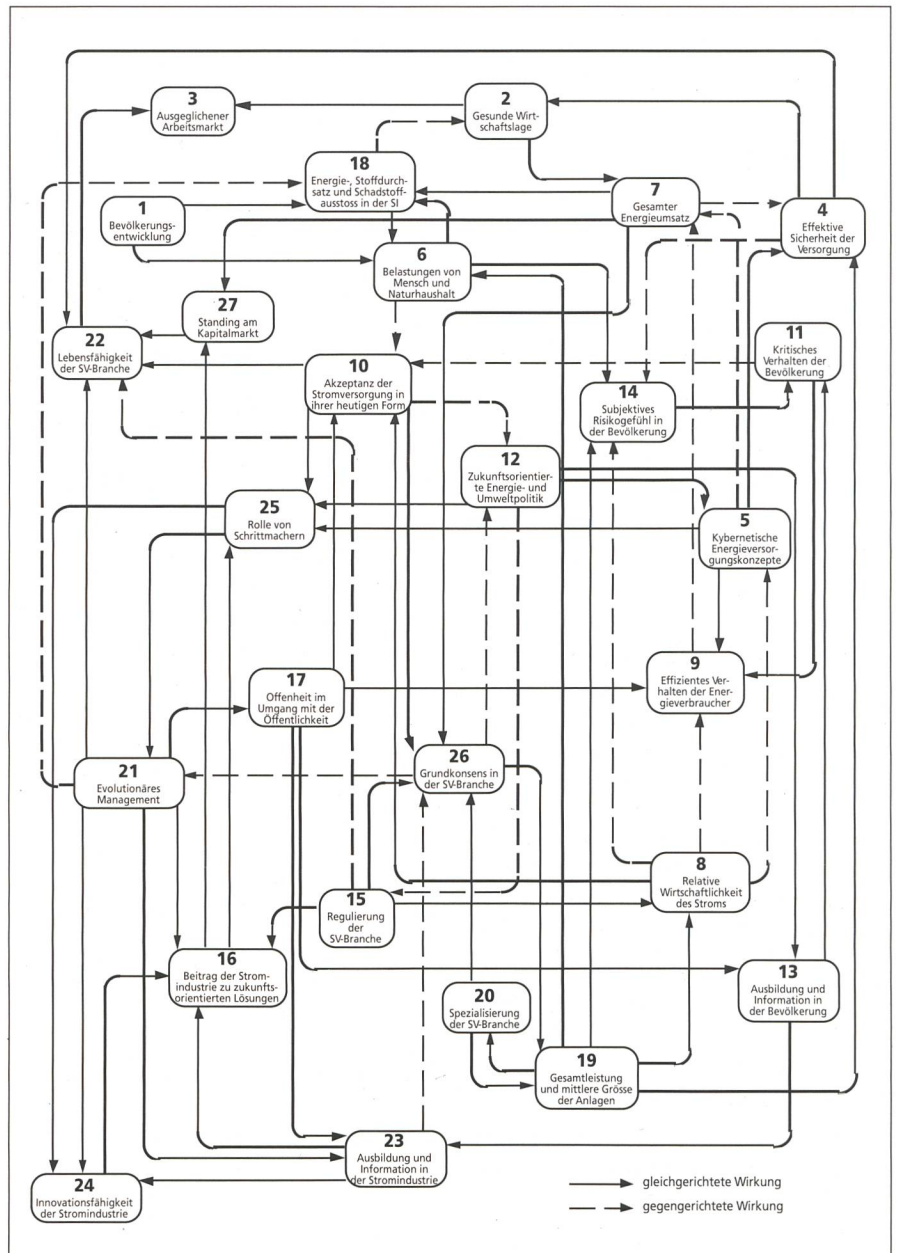 3
Ausgeglichener
Arbeitsmarkt
2
Gesunde Wirt-
schaftslage
18
Energie-, Stoffdurch-
satz und Schadstoff-
ausstoss in der SI
7
Gesamter
Energieumsatz
1
Bevölkerungs-
entwicklung
4
Effektive
Sicherheit der
Versorgung
6
Belastungen von
Mensch und
Naturhaushalt
27
Standing am
Kapitalmarkt
22
Lebensfähigkeit
der SV-Branche
11
Kritisches
Verhalten der
Bevölkerung
10
Akzeptanz der
Stromversorgung in
ihrer heutigen Form
14
Subjektives
Risikogefühl in
der Bevölkerung
12
Zukunftsorientier-
te Energie- und
Umweltpolitik
25
Rolle von
Schrittmachern
5
Kybernetische
Energieversor-
gungskonzepte
17
Offenheit im
Umgang mit der
Öffentlichkeit
9
Effizientes Ver-
halten der Ener-
gieverbraucher
26
Grundkonsens in
der SV-Branche
21
Evolutionäres
Management
8
Relative
Wirtschaftlichkeit
des Stroms
15
Regulierung
der
SV-Branche
16
Beitrag der Strom-
industrie zu zukunfts-
orientierten Lösungen
13
Ausbildung und
Information in
der Bevölkerung
20
Spezialisierung
der SV-Branche
19
Gesamtleistung
und mittlere Grösse
der Anlagen
23
Ausbildung und
Information in
der Stromindustrie
24
Innovationsfähigkeit
der Stromindustrie
gleichgerichtete Wirkung
gegengerichtete Wirkung